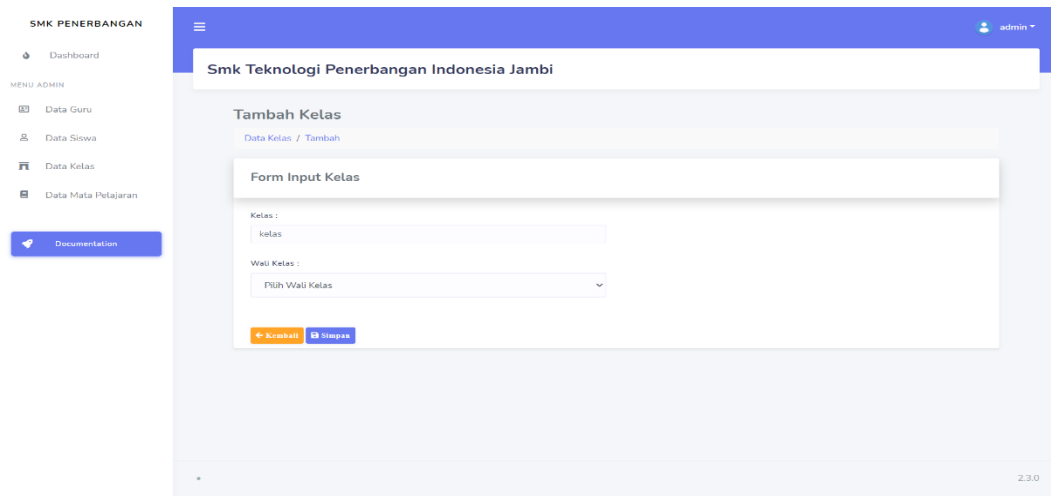 SMK PENERBANGAN
Dashboard
MENU ADMIN
Data Guru
Data Siswa
Data Kelas
Data Mata Pelajaran
Documentation
admin
Smk Teknologi Penerbangan Indonesia Jambi
Tambah Kelas
Data Kelas / Tambah
Form Input Kelas
Kelas :
kelas
Wali Kelas :
Pilih Wali Kelas
Kembali Simpan
2.3.0